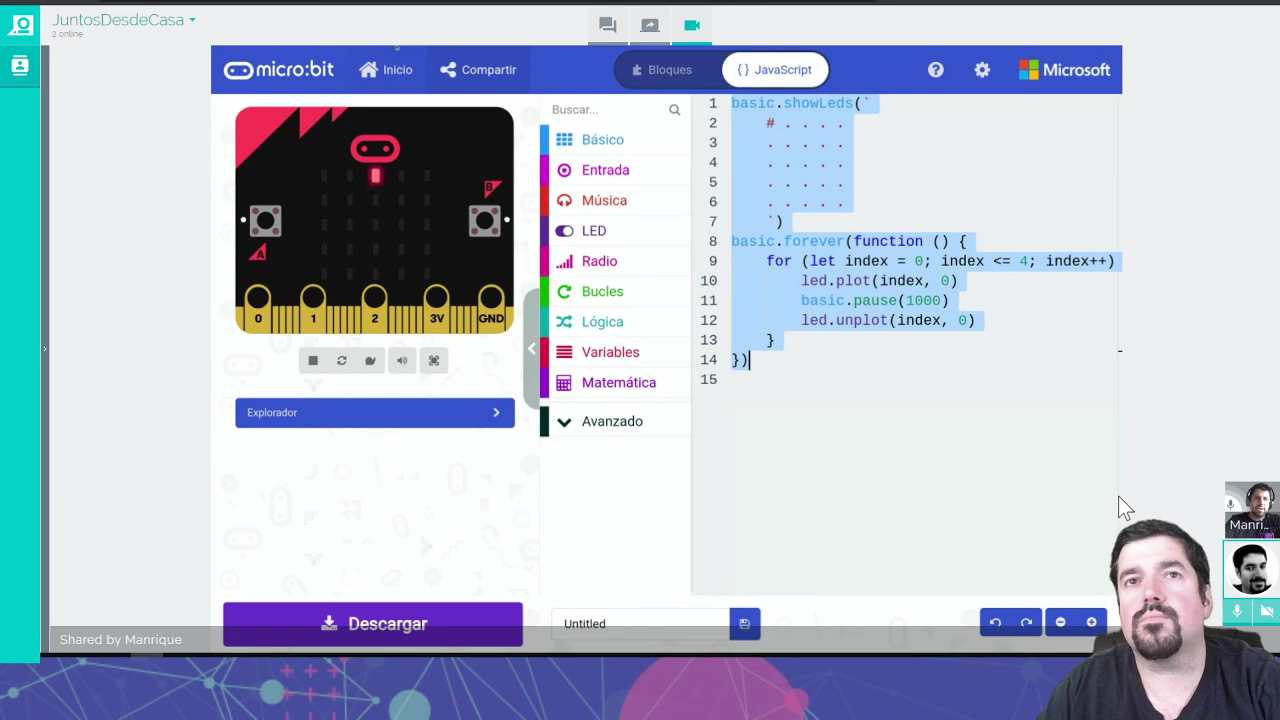 JuntosDesdeCasa
2 online
micro:bit
Inicio
Compartir
Bloques
{ } JavaScript
?
Microsoft
B
A
0 1 2 3V GND
Explorador
Descargar
Shared by Manrique
Buscar...
Básico
Entrada
Música
LED
Radio
Bucles
Lógica
Variables
Matemática
Avanzado
1 basic.showLeds(`
2 # . . . .
3 . . . . .
4 . . . . .
5 . . . . .
6 . . . . .
7 `)
8 basic.forever(function () {
9 for (let index = 0; index <= 4; index++)
10 led.plot(index, 0)
11 basic.pause(1000)
12 led.unplot(index, 0)
13 }
14 })
15
Untitled
Manri...